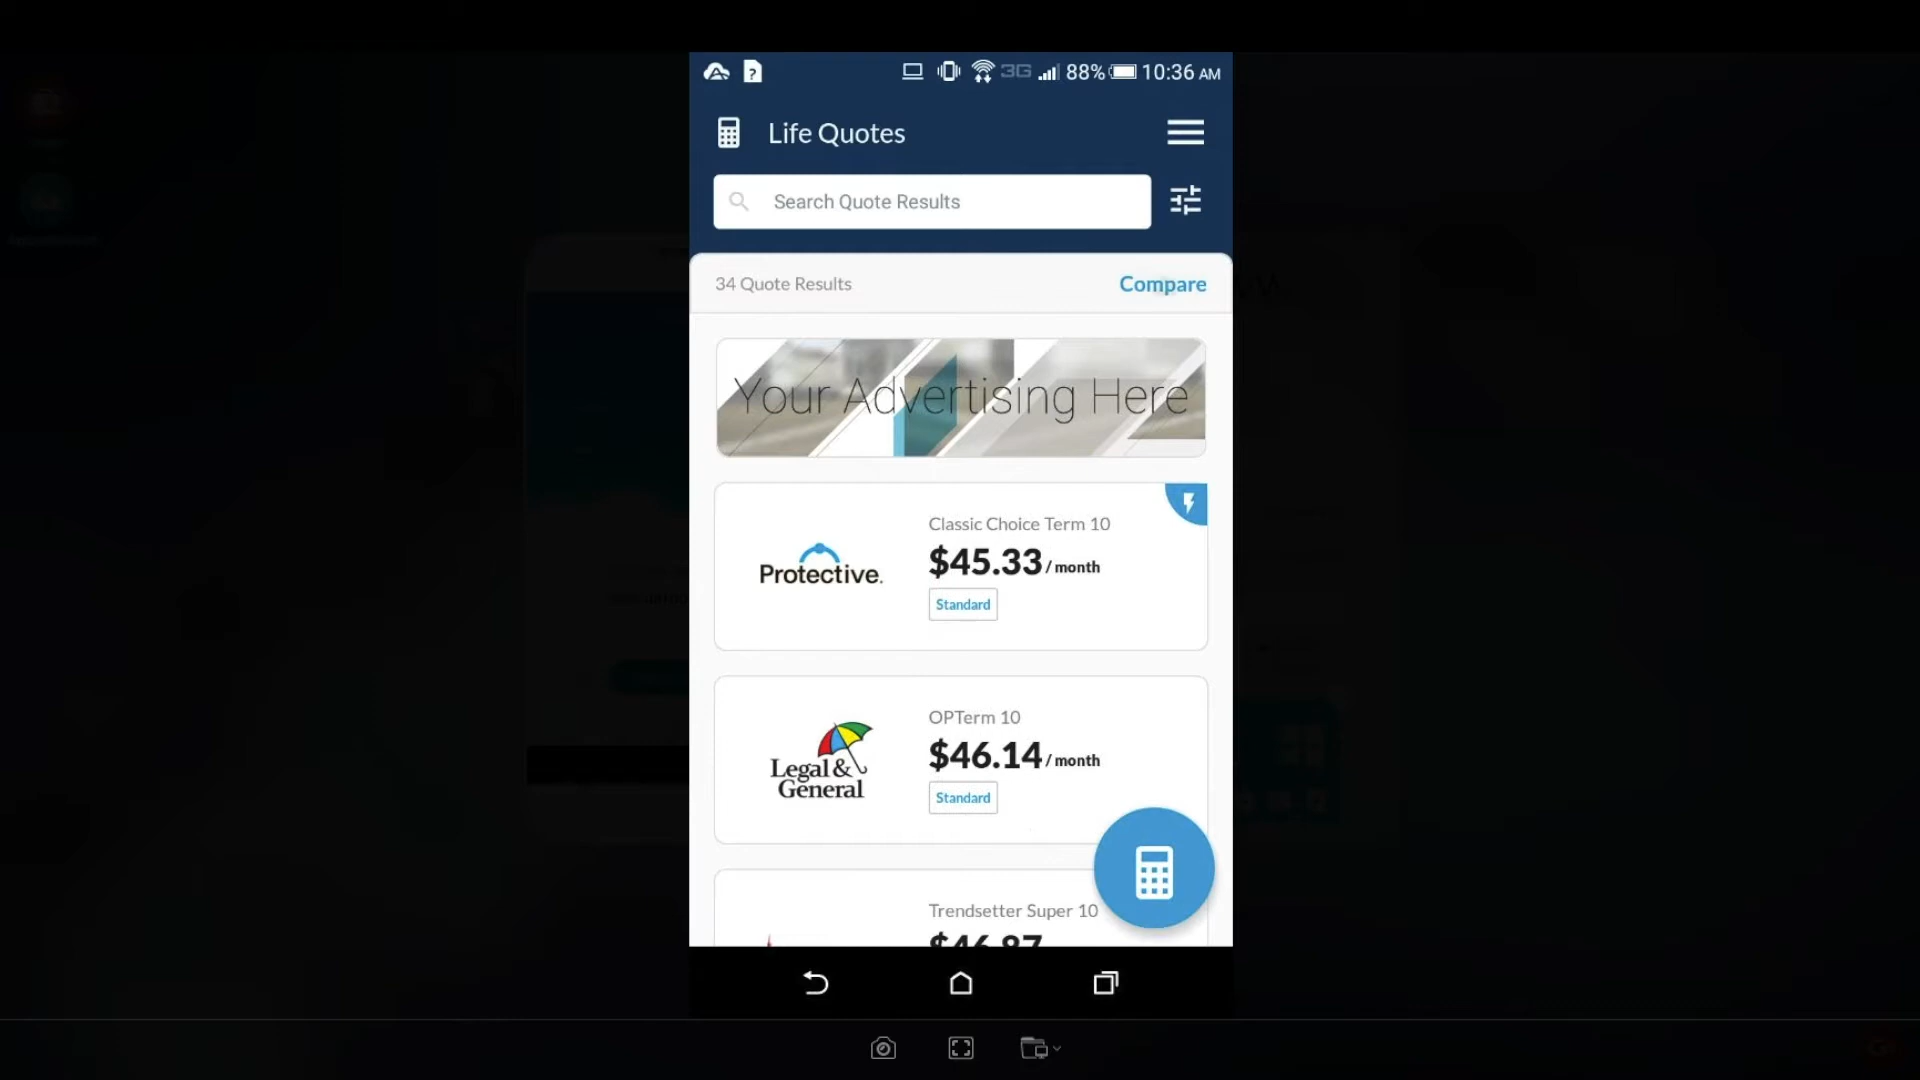 3G 88% 10:36 AM
Life Quotes
Search Quote Results
34 Quote Results
Compare
Your Advertising Here
Protective.
Classic Choice Term 10
$45.33 / month
Standard
Legal &
General
OPTerm 10
$46.14 / month
Standard
Trendsetter Super 10
$46.87